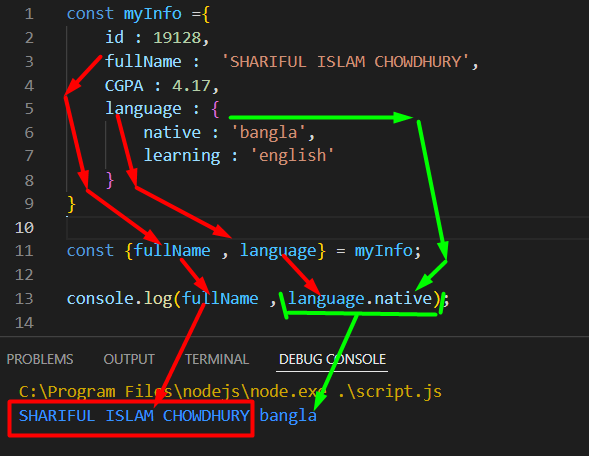 1 const myInfo ={
2 id : 19128,
3 fullName : 'SHARIFUL ISLAM CHOWDHURY',
4 CGPA : 4.17,
5 language : {
6 native : 'bangla',
7 learning : 'english'
8 }
9 }
10
11 const {fullName , language} = myInfo;
12
13 console.log(fullName , language.native);
14
PROBLEMS OUTPUT TERMINAL DEBUG CONSOLE
C:\Program Files\nodejs\node.exe .\script.js
SHARIFUL ISLAM CHOWDHURY bangla